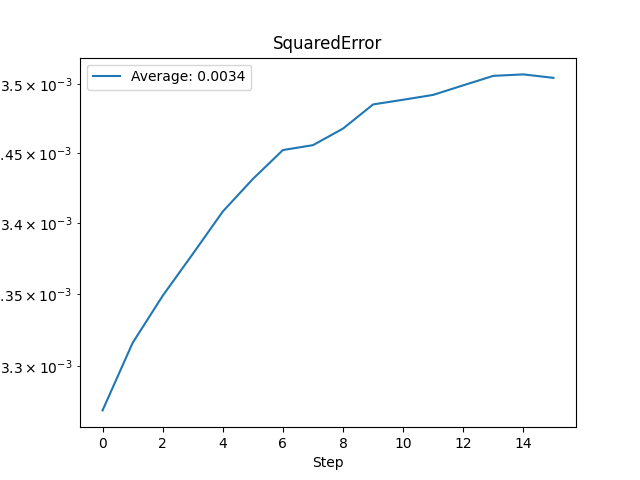 SquaredError
Average: 0.0034
3.5 × 10⁻³
.45 × 10⁻³
3.4 × 10⁻³
.35 × 10⁻³
3.3 × 10⁻³
0 2 4 6 8 10 12 14
Step